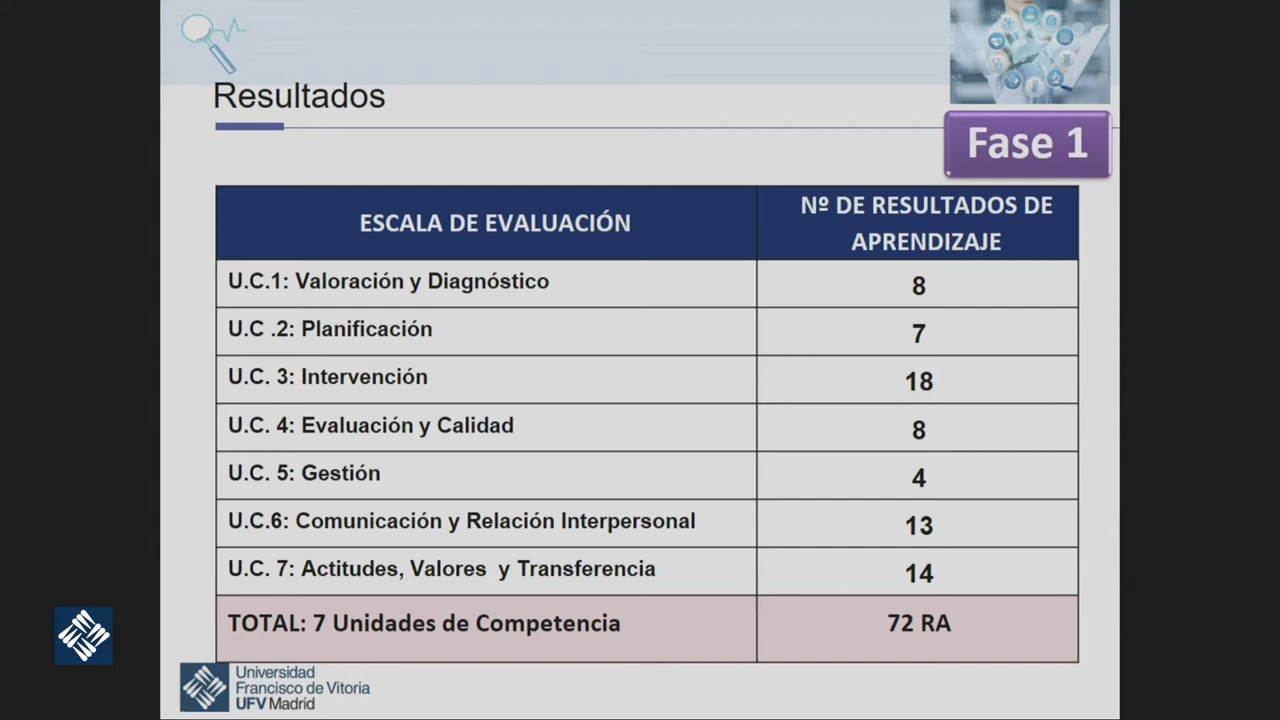 Resultados
Fase 1
ESCALA DE EVALUACIÓN
Nº DE RESULTADOS DE
APRENDIZAJE
U.C.1: Valoración y Diagnóstico
8
U.C .2: Planificación
7
U.C. 3: Intervención
18
U.C. 4: Evaluación y Calidad
8
U.C. 5: Gestión
4
U.C.6: Comunicación y Relación Interpersonal
13
U.C. 7: Actitudes, Valores y Transferencia
14
TOTAL: 7 Unidades de Competencia
72 RA
Universidad
Francisco de Vitoria
UFV Madrid